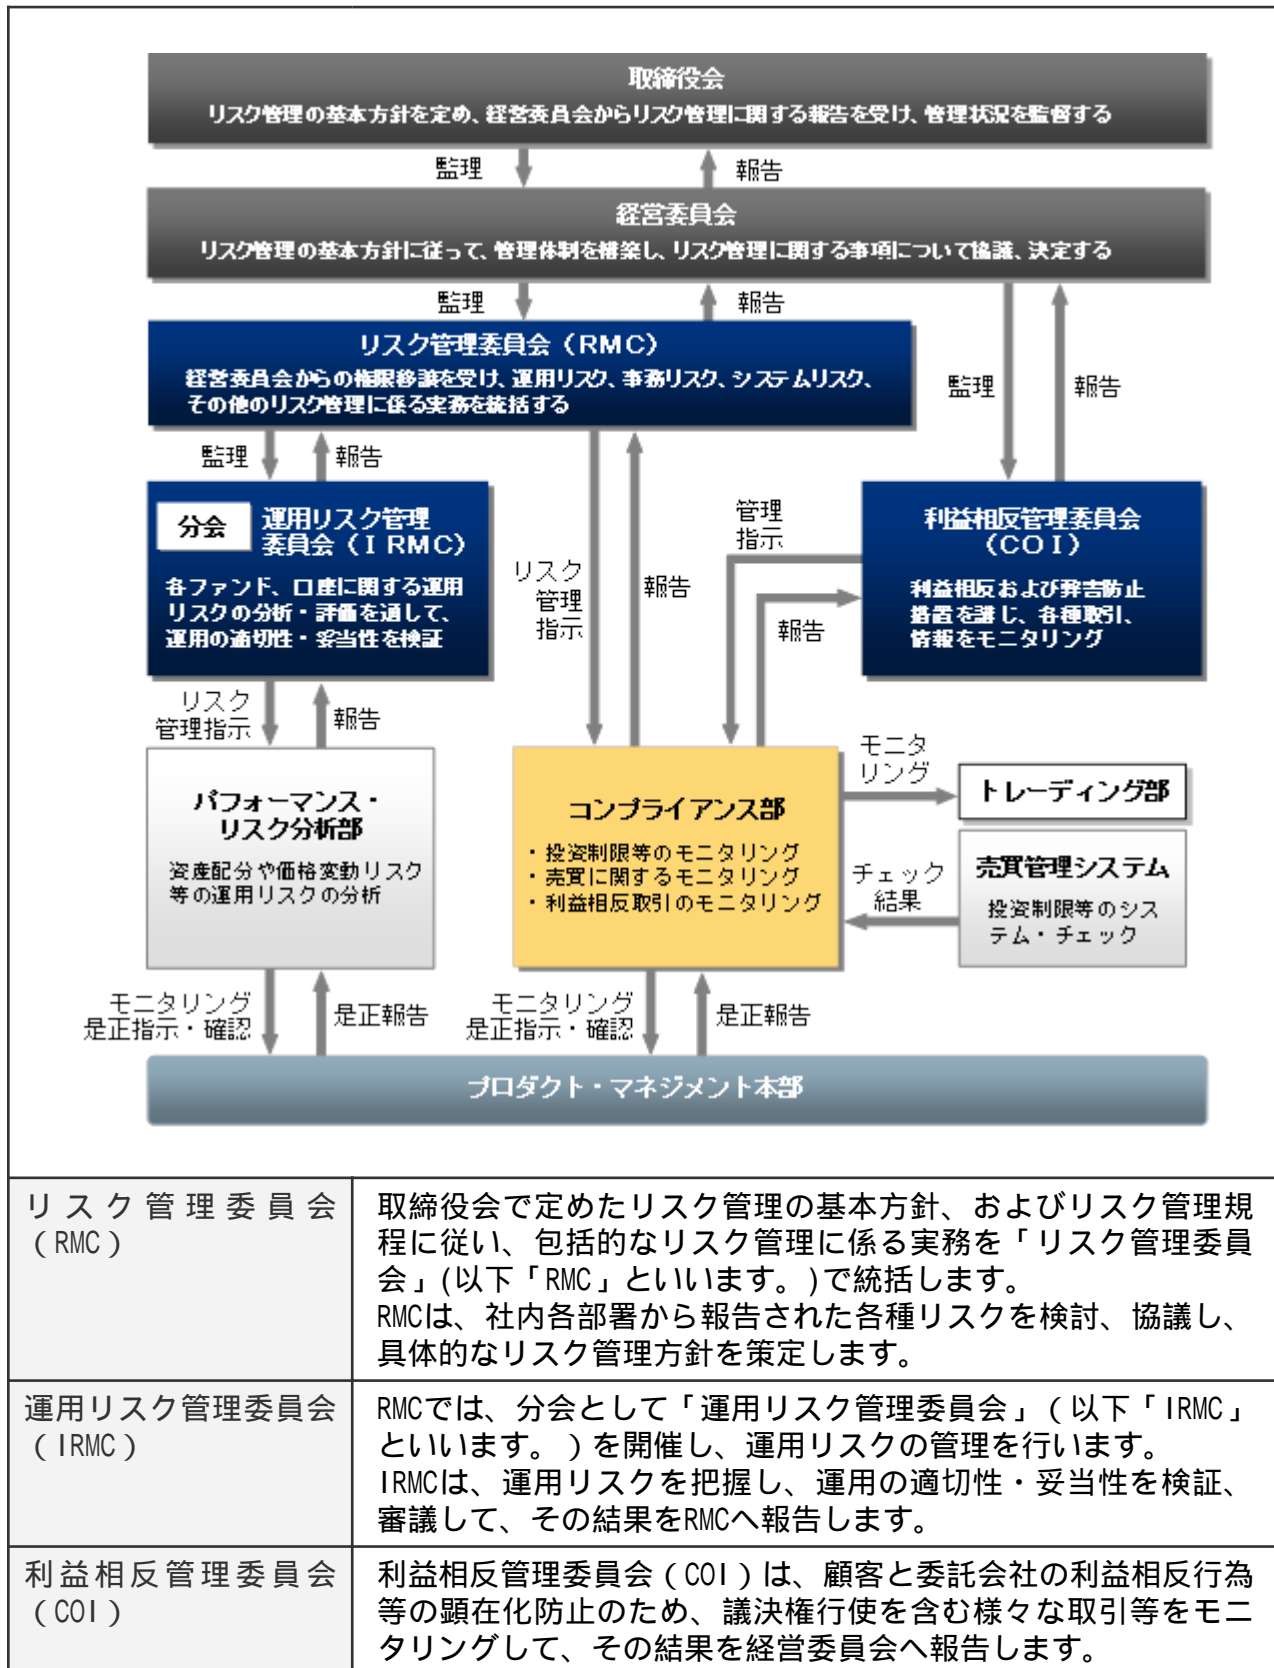 取締役会
リスク管理の基本方針を定め、経営委員会からリスク管理に関する報告を受け、管理状況を監督する
監理
報告
経営委員会
リスク管理の基本方針に従って、管理体制を構築し、リスク管理に関する事項について協議、決定する
監理
報告
リスク管理委員会（RMC）
経営委員会からの権限移譲を受け、運用リスク、事務リスク、システムリスク、
その他のリスク管理に係る実務を統括する
監理
報告
監理
報告
分会
運用リスク管理
委員会（IRMC）
各ファンド、口座に関する運用
リスクの分析・評価を通して、
運用の適切性・妥当性を検証
リスク
管理
指示
報告
管理
指示
報告
利益相反管理委員会
（COI）
利益相反および弊害防止
措置を講じ、各種取引、
情報をモニタリング
リスク
管理指示
報告
パフォーマンス・
リスク分析部
資産配分や価格変動リスク
等の運用リスクの分析
コンプライアンス部
・投資制限等のモニタリング
・売買に関するモニタリング
・利益相反取引のモニタリング
モニタ
リング
トレーディング部
チェック
結果
売買管理システム
投資制限等のシス
テム・チェック
モニタリング
是正指示・確認
是正報告
モニタリング
是正指示・確認
是正報告
プロダクト・マネジメント本部
リスク管理委員会
（RMC）
取締役会で定めたリスク管理の基本方針、およびリスク管理規
程に従い、包括的なリスク管理に係る実務を「リスク管理委員
会」(以下「RMC」といいます。)で統括します。
RMCは、社内各部署から報告された各種リスクを検討、協議し、
具体的なリスク管理方針を策定します。
運用リスク管理委員会
（IRMC）
RMCでは、分会として「運用リスク管理委員会」（以下「IRMC」
といいます。）を開催し、運用リスクの管理を行います。
IRMCは、運用リスクを把握し、運用の適切性・妥当性を検証、
審議して、その結果をRMCへ報告します。
利益相反管理委員会
（COI）
利益相反管理委員会（COI）は、顧客と委託会社の利益相反行為
等の顕在化防止のため、議決権行使を含む様々な取引等をモニ
タリングして、その結果を経営委員会へ報告します。